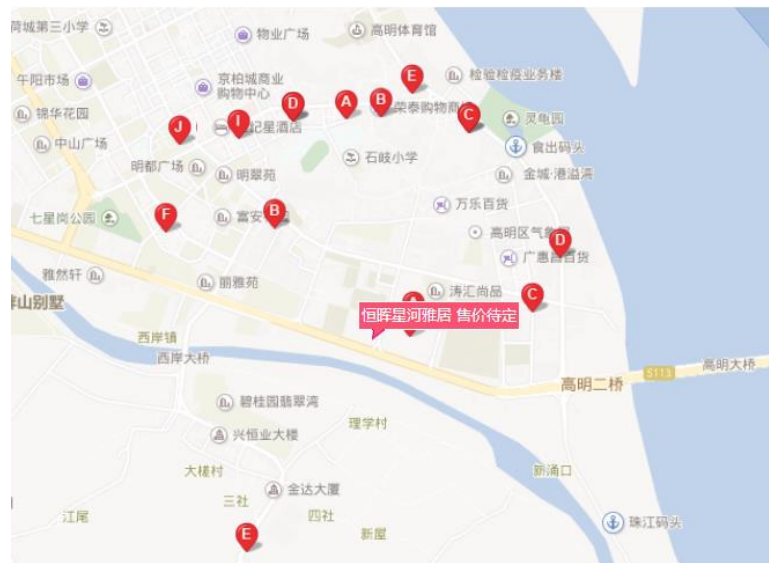 荷城第三小学
物业广场
高明体育馆
午阳市场
京柏城商业
购物中心
E
检验检疫业务楼
D
A
B
荣泰购物商
锦华花园
J
I
纪星酒店
C
灵龟园
中山广场
食出码头
明都广场
石岐小学
明翠苑
金城·港溢湾
万乐百货
七星岗公园
F
富安
B
高明区气象
D
广惠昌百货
雅然轩
丽雅苑
涛汇尚品
山别墅
A
C
恒晖星河雅居 售价待定
西岸镇
西岸大桥
S113
高明大桥
高明二桥
碧桂园翡翠湾
理学村
兴恒业大楼
大槎村
新涌口
金达大厦
三社
江尾
四社
新屋
珠江码头
E